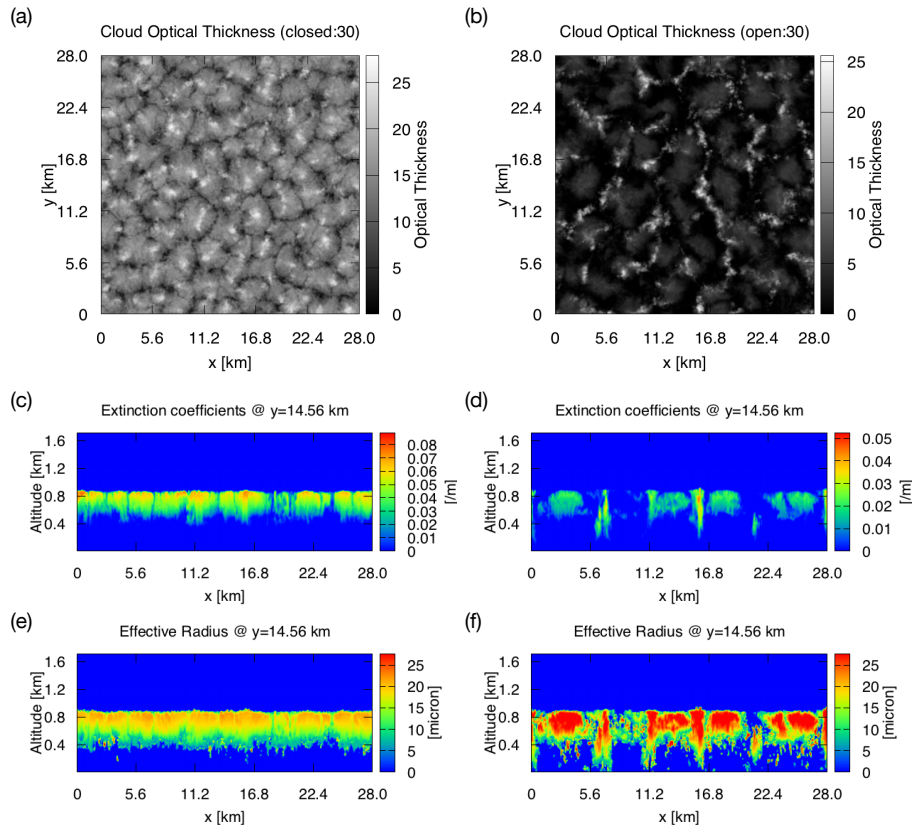 (a)
Cloud Optical Thickness (closed:30)
28.0
22.4
16.8
11.2
5.6
0
y [km]
0 5.6 11.2 16.8 22.4 28.0
x [km]
25
20
15
10
5
0
Optical Thickness
(b)
Cloud Optical Thickness (open:30)
28.0
22.4
16.8
11.2
5.6
0
y [km]
0 5.6 11.2 16.8 22.4 28.0
x [km]
25
20
15
10
5
0
Optical Thickness
(c)
Extinction coefficients @ y=14.56 km
1.6
1.2
0.8
0.4
Altitude [km]
0 5.6 11.2 16.8 22.4 28.0
x [km]
0.08
0.07
0.06
0.05
0.04
0.03
0.02
0.01
0
[/m]
(d)
Extinction coefficients @ y=14.56 km
1.6
1.2
0.8
0.4
Altitude [km]
0 5.6 11.2 16.8 22.4 28.0
x [km]
0.05
0.04
0.03
0.02
0.01
0
[/m]
(e)
Effective Radius @ y=14.56 km
1.6
1.2
0.8
0.4
Altitude [km]
0 5.6 11.2 16.8 22.4 28.0
x [km]
25
20
15
10
5
0
[micron]
(f)
Effective Radius @ y=14.56 km
1.6
1.2
0.8
0.4
Altitude [km]
0 5.6 11.2 16.8 22.4 28.0
x [km]
25
20
15
10
5
0
[micron]